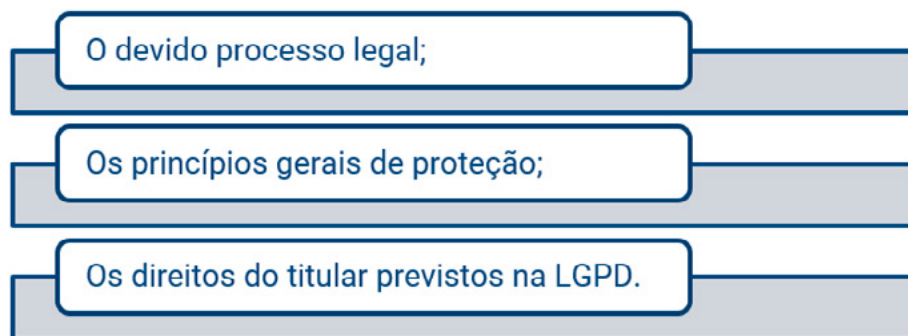 O devido processo legal;
Os princípios gerais de proteção;
Os direitos do titular previstos na LGPD.